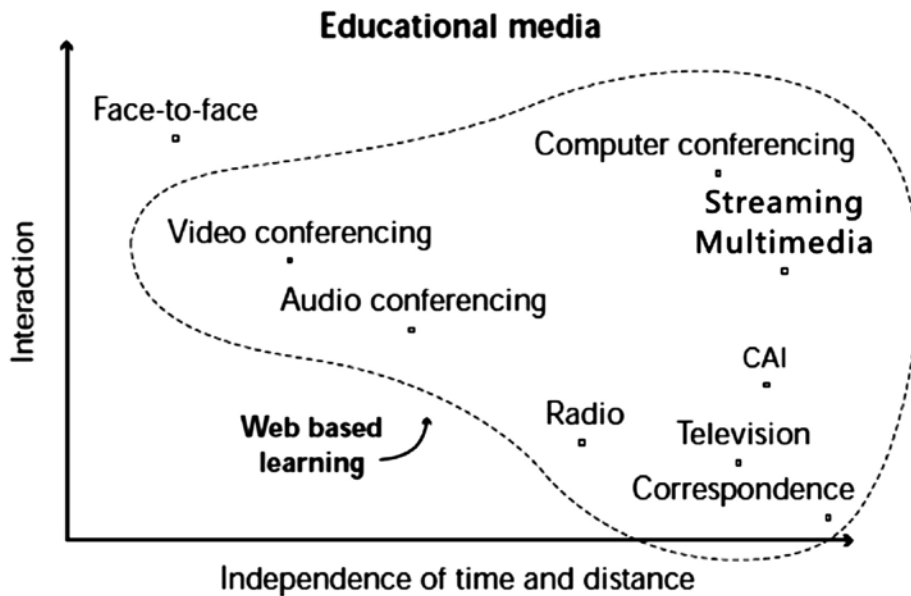 Educational media
Face-to-face
Computer conferencing
Streaming
Multimedia
Video conferencing
Audio conferencing
Interaction
CAI
Radio
Web based
learning
Television
Correspondence
Independence of time and distance